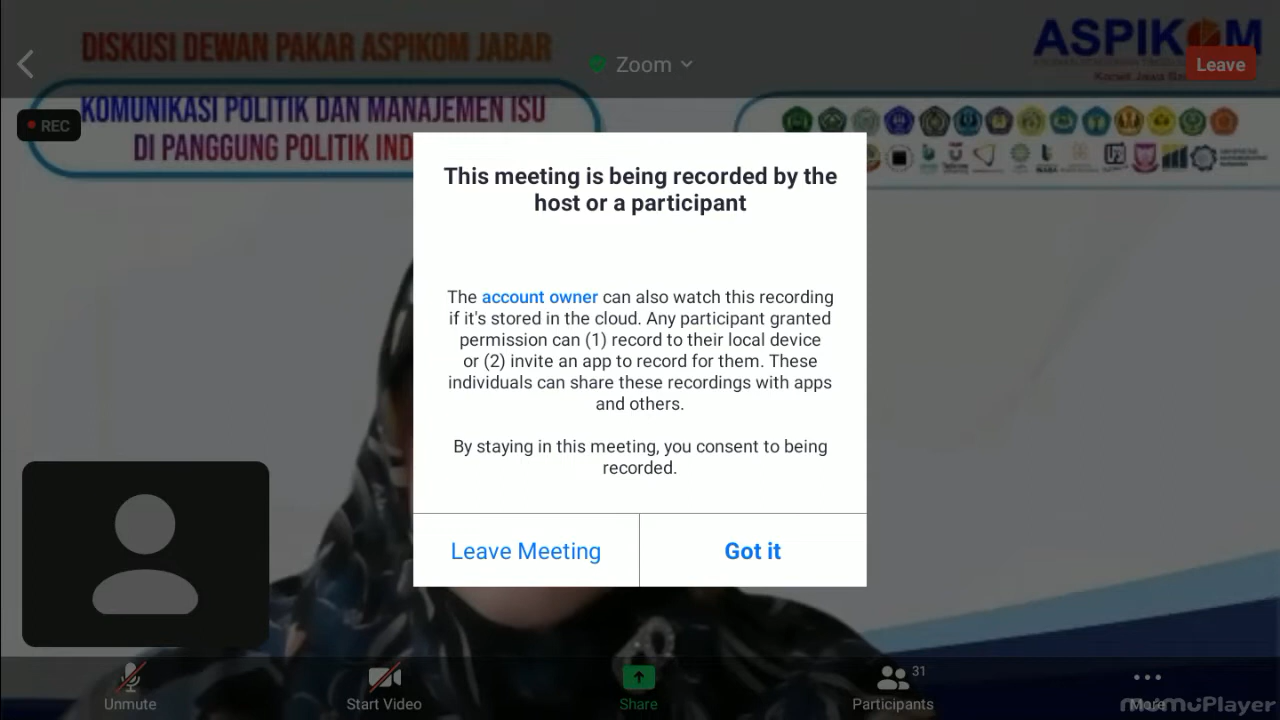 DISKUSI DEWAN PAKAR ASPIKOM JABAR
ASPIKOM
Zoom
Leave
KOMUNIKASI POLITIK DAN MANAJEMEN ISU
DI PANGGUNG POLITIK IND
REC
This meeting is being recorded by the
host or a participant
The account owner can also watch this recording
if it's stored in the cloud. Any participant granted
permission can (1) record to their local device
or (2) invite an app to record for them. These
individuals can share these recordings with apps
and others.
By staying in this meeting, you consent to being
recorded.
Leave Meeting
Got it
31
Unmute
Start Video
Share
Participants
More
MuMuPlayer